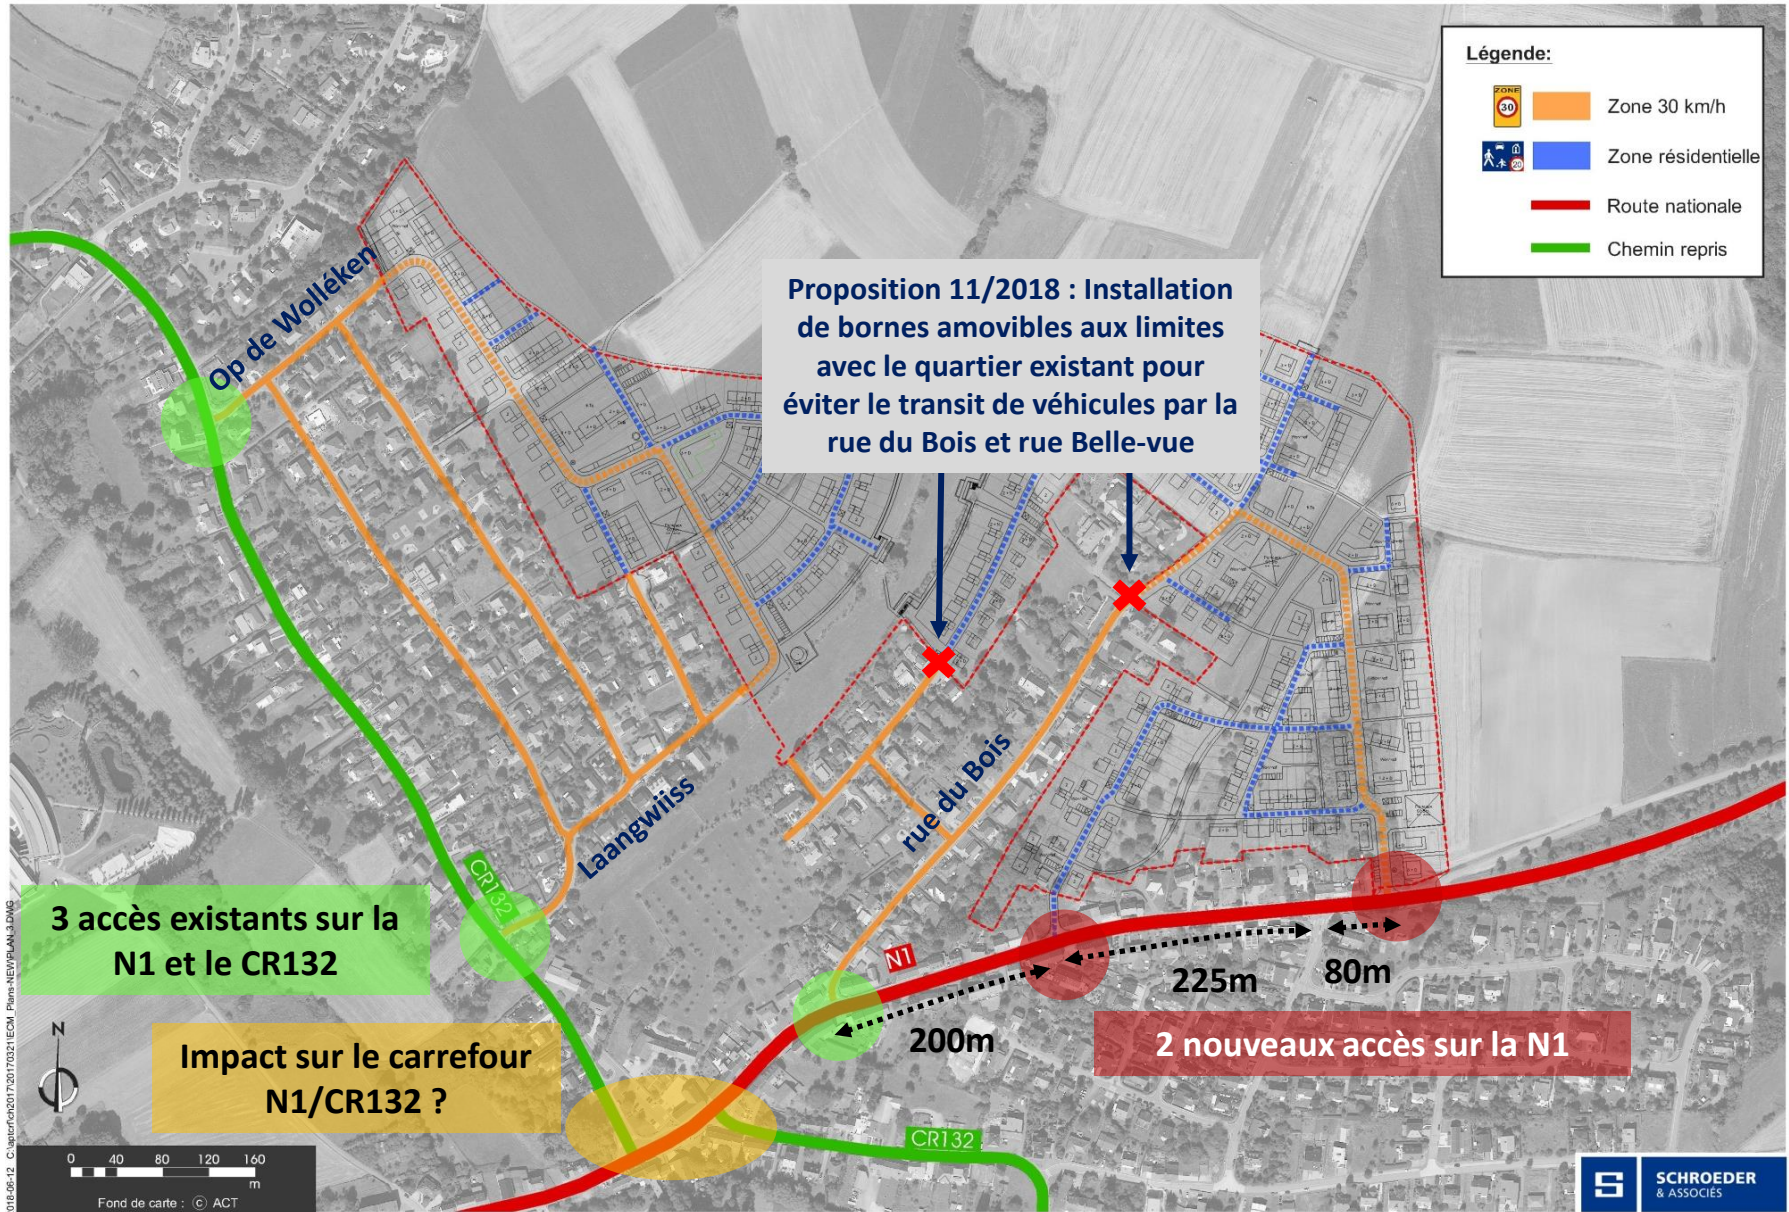 Légende:
ZONE
30
Zone 30 km/h
20
Zone résidentielle
Route nationale
Chemin repris
Op de Wolléken
Proposition 11/2018 : Installation
de bornes amovibles aux limites
avec le quartier existant pour
éviter le transit de véhicules par la
rue du Bois et rue Belle-vue
Laangwiiss
rue du Bois
CR132
3 accès existants sur la
N1 et le CR132
N1
225m
80m
200m
2 nouveaux accès sur la N1
Impact sur le carrefour
N1/CR132 ?
CR132
N
0 40 80 120 160
m
Fond de carte : © ACT
SCHROEDER
& ASSOCIÉS